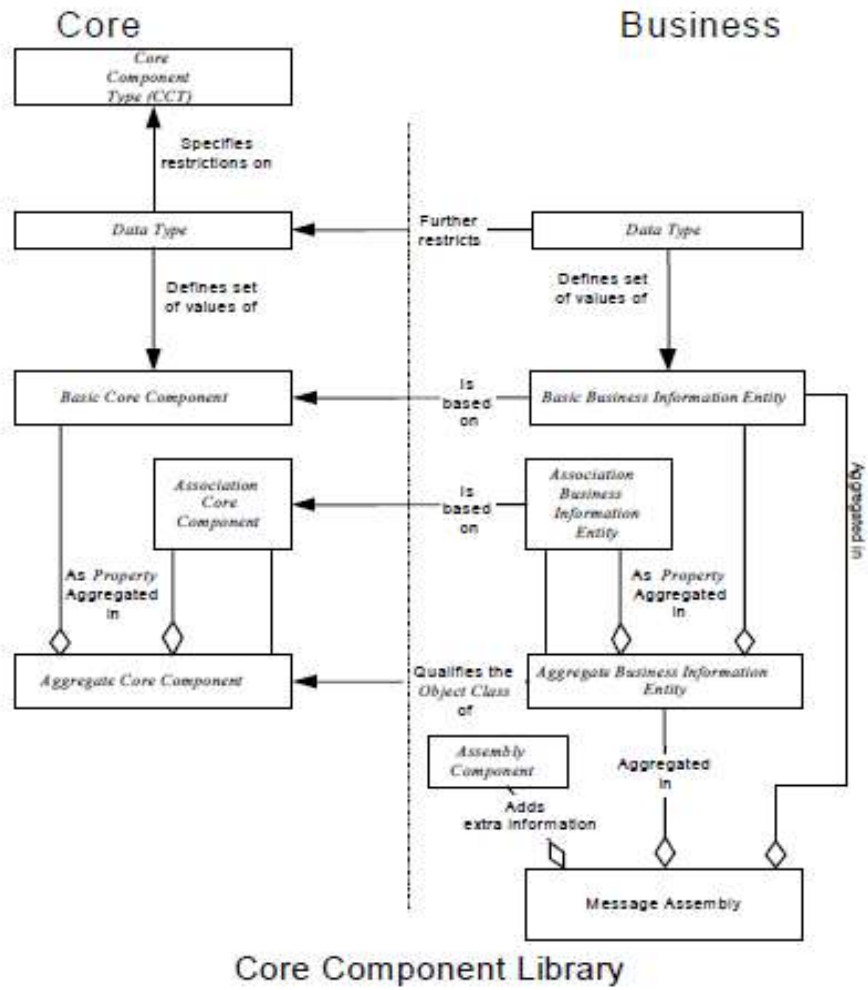 Core
Business
Core
Component
Type (CCT)
Specifies
restrictions on
Data Type
Further
restricts
Data Type
Defines set
of values of
Defines set
of values of
Basic Core Component
Is
based
on
Basic Business Information Entity
Association
Core
Component
Is
based
on
Association
Business
Information
Entity
Aggregated in
As Property
Aggregated
in
As Property
Aggregated
in
Aggregate Core Component
Qualifies the
Object Class
of
Aggregate Business Information
Entity
Assembly
Component
Aggregated
in
Adds
extra information
Message Assembly
Core Component Library